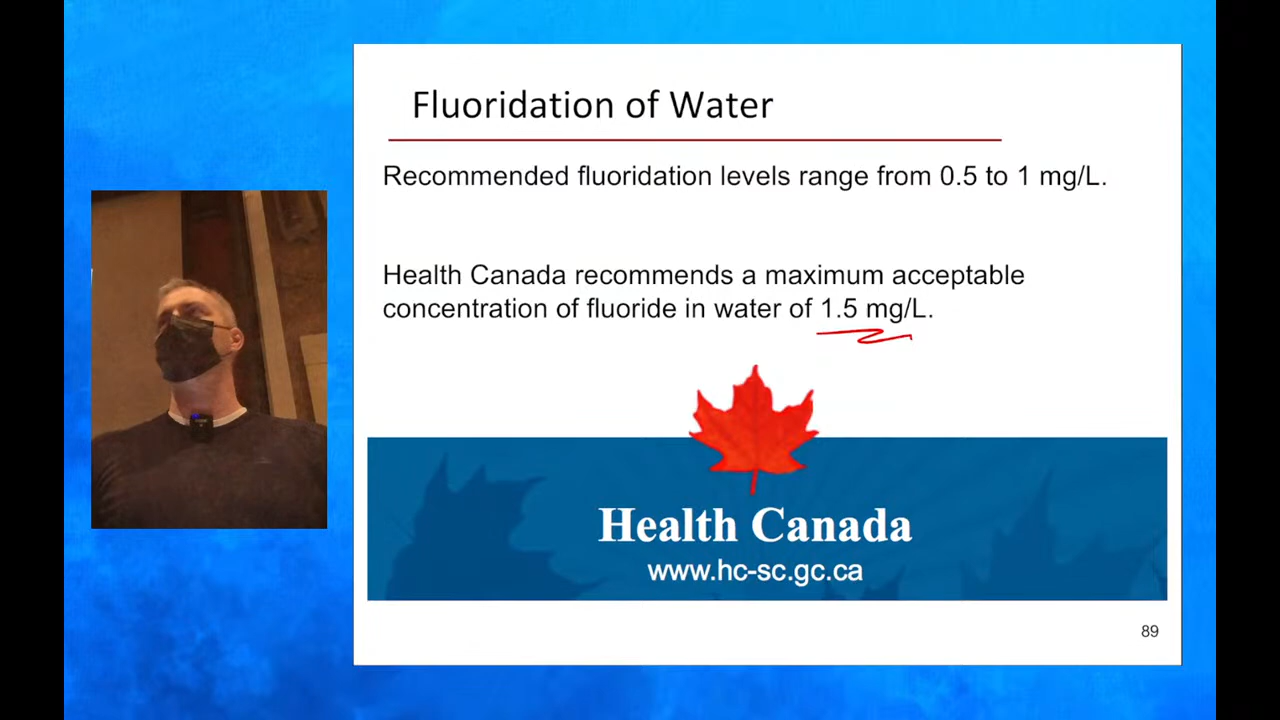 Fluoridation of Water
Recommended fluoridation levels range from 0.5 to 1 mg/L.
Health Canada recommends a maximum acceptable
concentration of fluoride in water of 1.5 mg/L.
Health Canada
www.hc-sc.gc.ca
89